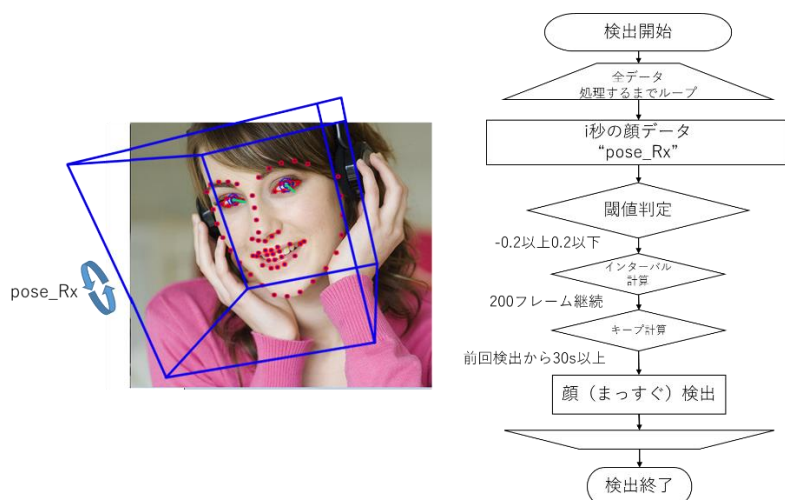 検出開始
全データ
処理するまでループ
i秒の顔データ
“pose_Rx”
閾値判定
-0.2以上0.2以下
インターバル
計算
200フレーム継続
キープ計算
前回検出から30s以上
顔（まっすぐ）検出
検出終了
pose_Rx